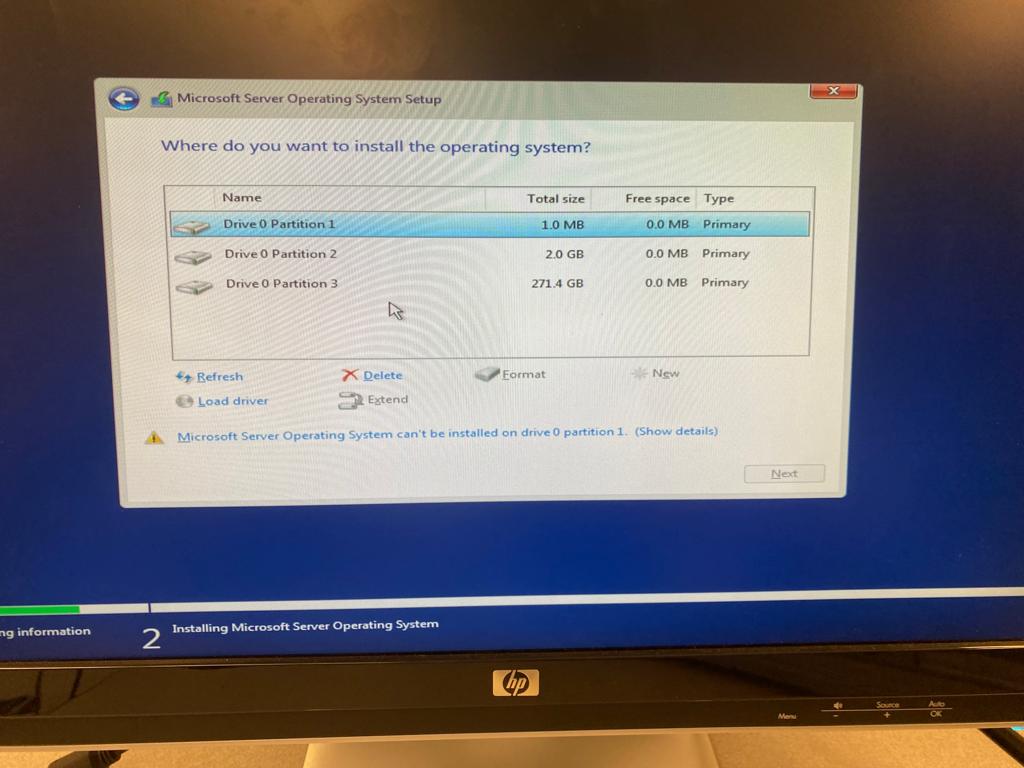 Microsoft Server Operating System Setup
Where do you want to install the operating system?
Name Total size Free space Type
Drive 0 Partition 1 1.0 MB 0.0 MB Primary
Drive 0 Partition 2 2.0 GB 0.0 MB Primary
Drive 0 Partition 3 271.4 GB 0.0 MB Primary
Refresh Delete Format New
Load driver Extend
Microsoft Server Operating System can't be installed on drive 0 partition 1. (Show details)
Next
ng information 2 Installing Microsoft Server Operating System
hp
Menu - Source + Auto OK